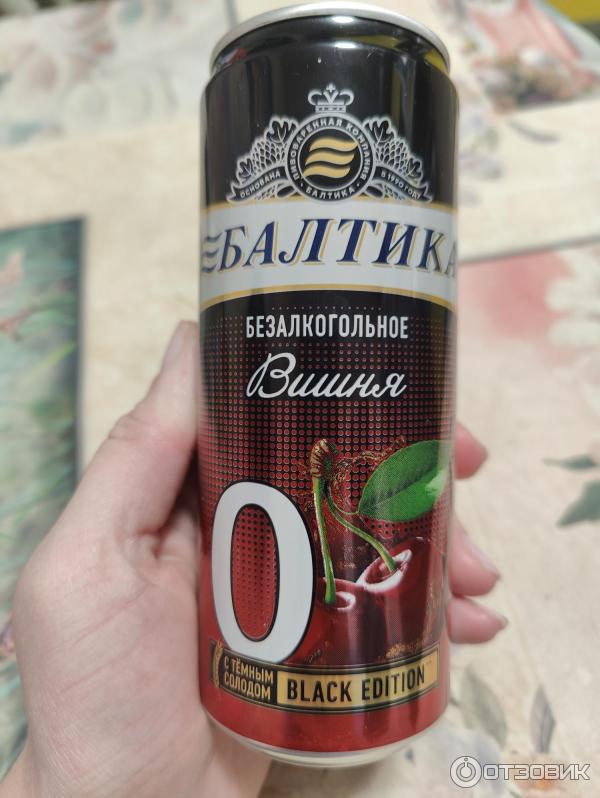 ПИВОВАРЕННАЯ КОМПАНИЯ
ОСНОВАНА
БАЛТИКА
В 1990 ГОДУ
БАЛТИКА
БЕЗАЛКОГОЛЬНОЕ
Вишня
0
С ТЁМНЫМ
СОЛОДОМ
BLACK EDITION
ОТЗОВИК